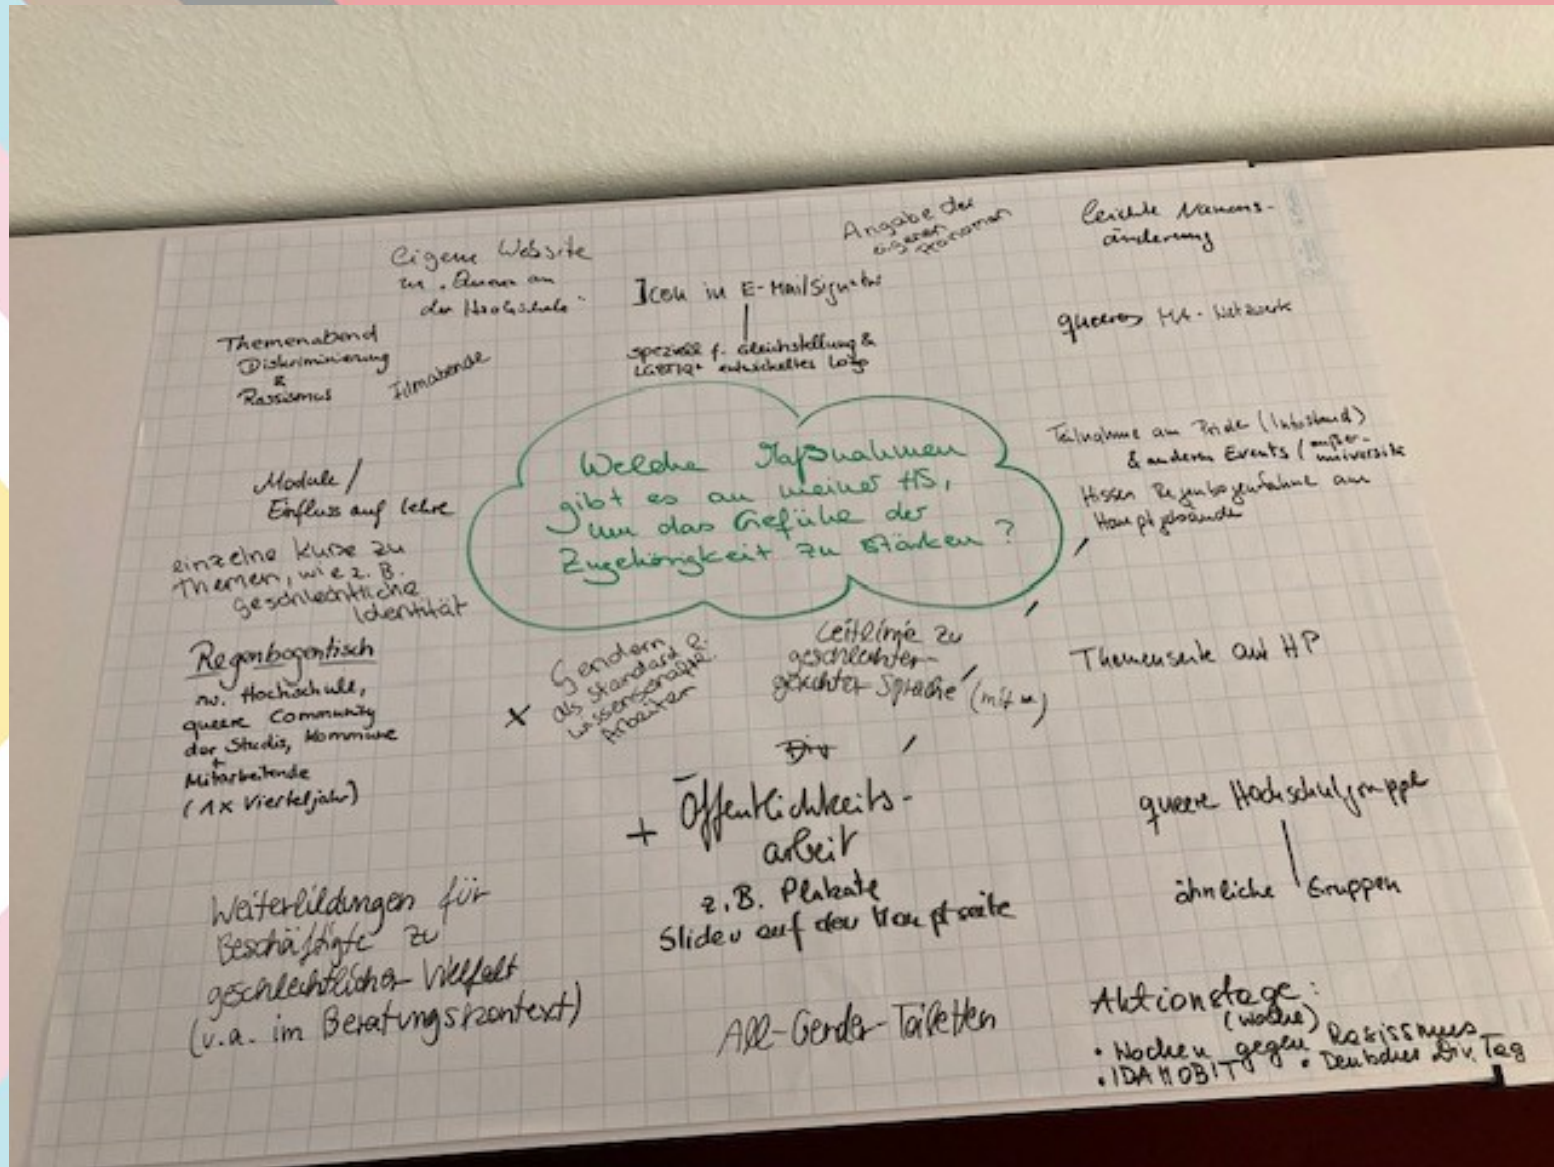 Eigene Website
zu "Queer an
der Hochschule"
Icon in E-Mail Signatur
speziell f. Gleichstellung &
LGBTIQ+ entwickeltes Logo
Angabe der
eigenen
Pronomen
leichte Namens-
änderung
queeres MA-Netzwerk
Themenabend
Diskriminierung
&
Rassismus
Filmabende
Welche Maßnahmen
gibt es an meiner HS,
um das Gefühl der
Zugehörigkeit zu stärken?
Teilnahme am Pride (Infostand)
& anderen Events /
Hissen Regenbogenfahne am
Hauptgebäude
Module /
Einfluss auf Lehre
einzelne Kurse zu
Themen, wie z.B.
geschlechtliche
Identität
Regenbogentisch
zw. Hochschule,
queere Community
der Studis, Kommune
+
Mitarbeitende
(1x Vierteljahr)
x Gendern
als Standard
wissenschaftl.
Arbeiten
Leitlinie zu
geschlechter-
gerechter Sprache
Themenseite auf HP
+ Öffentlichkeits-
arbeit
z.B. Plakate
Slider auf der Hauptseite
queere Hochschulgruppe
ähnliche Gruppen
Weiterbildungen für
Beschäftigte zu
geschlechtlicher Vielfalt
(v.a. im Beratungskontext)
All-Gender-Toiletten
Aktionstage:
(Woche)
• Wochen gegen Rassismus
• IDAHOBIT • Deutscher Div. Tag